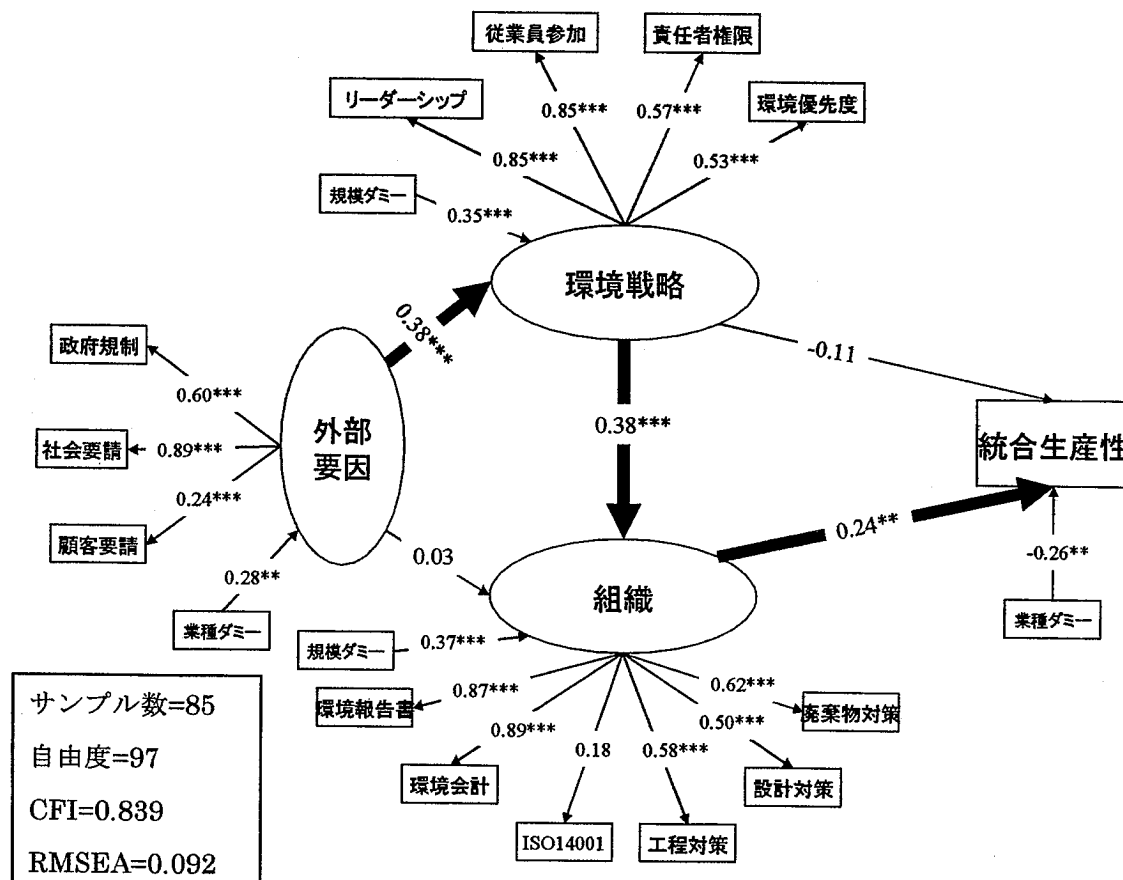 従業員参加
責任者権限
リーダーシップ
環境優先度
0.85***
0.57***
0.85***
0.53***
規模ダミー
0.35***
環境戦略
0.38***
政府規制
-0.11
0.60***
外部
要因
0.38***
社会要請
0.89***
統合生産性
0.24***
0.24**
顧客要請
0.03
-0.26**
0.28**
組織
業種ダミー
業種ダミー
規模ダミー
0.37***
サンプル数=85
自由度=97
CFI=0.839
RMSEA=0.092
0.87***
0.62***
環境報告書
廃棄物対策
0.89***
0.50***
0.18
0.58***
環境会計
設計対策
ISO14001
工程対策